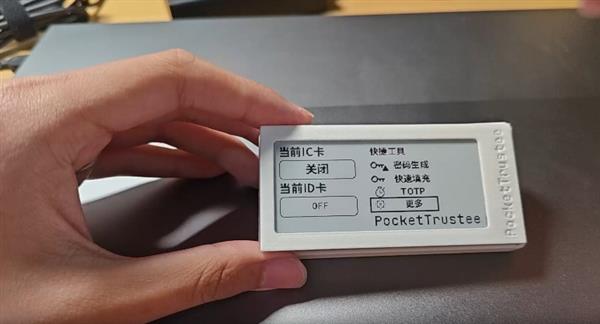 当前IC卡
关闭
当前ID卡
OFF
快捷工具
密码生成
快速填充
TOTP
更多
PocketTrustee
PocketTrustee